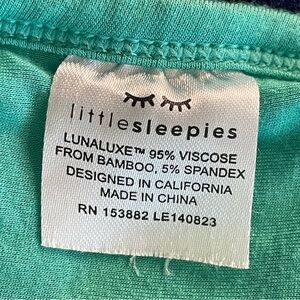 littlesleepies
LUNALUXE™ 95% VISCOSE
FROM BAMBOO, 5% SPANDEX
DESIGNED IN CALIFORNIA
MADE IN CHINA
RN 153882 LE140823